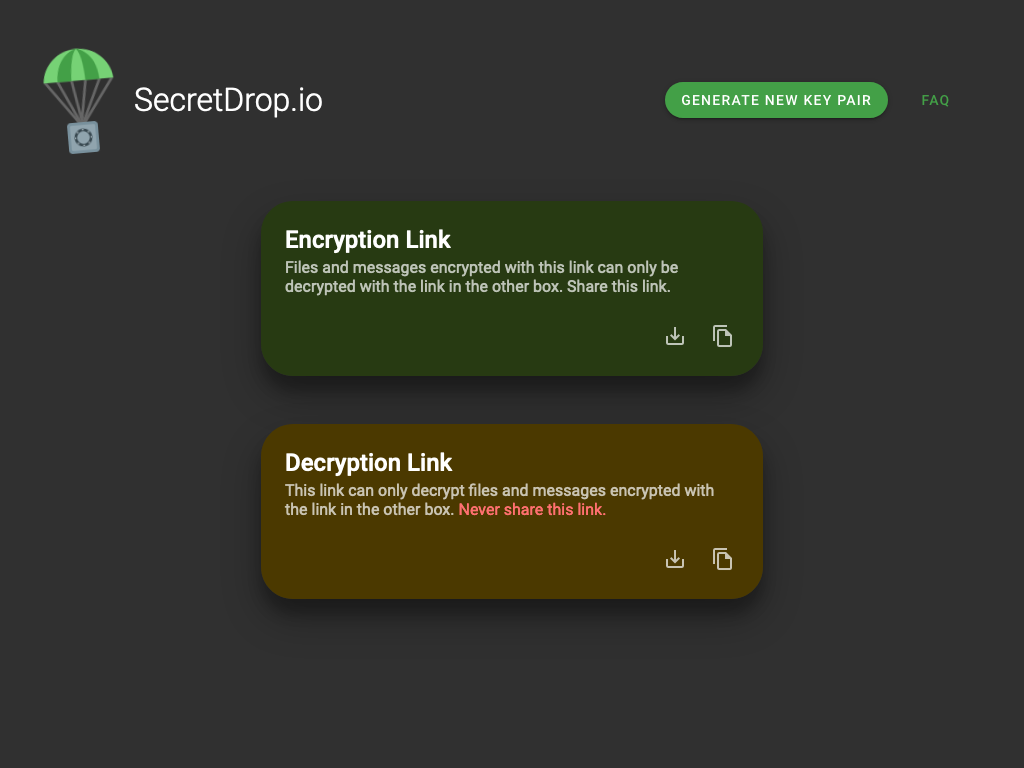 SecretDrop.io
GENERATE NEW KEY PAIR
FAQ
Encryption Link
Files and messages encrypted with this link can only be
decrypted with the link in the other box. Share this link.
Decryption Link
This link can only decrypt files and messages encrypted with
the link in the other box. Never share this link.